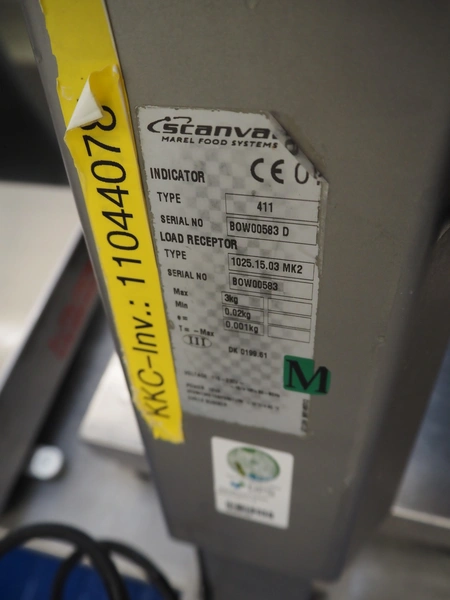 KKC-Inv.: 11044078
scanva
MAREL FOOD SYSTEMS
CE
INDICATOR
TYPE 411
SERIAL NO BOW00583 D
LOAD RECEPTOR
TYPE 1025.15.03 MK2
SERIAL NO BOW00583
Max 3kg
Min 0.02kg
e= 0.001kg
III
DK 0199.61
M